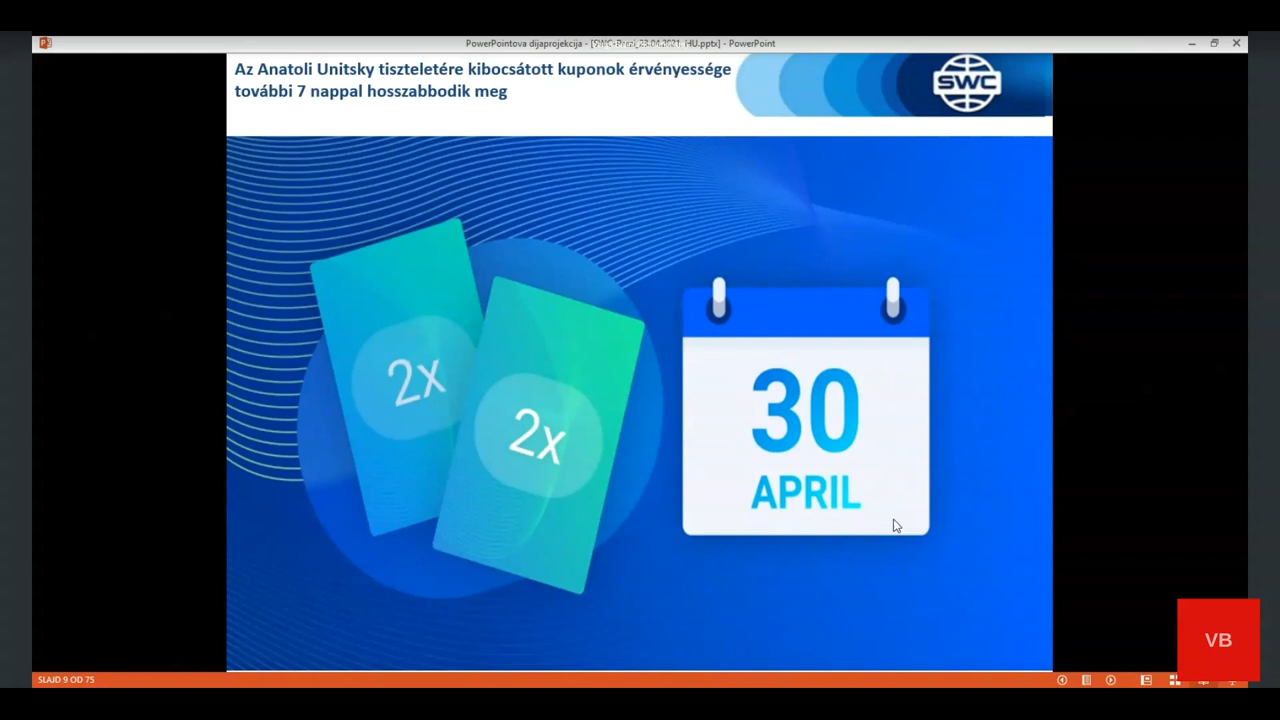 PowerPointova dijaprojekcija - [SWC-Prezi_23.04.2021._HU.pptx] - PowerPoint
Az Anatoli Unitsky tiszteletére kibocsátott kuponok érvényessége
további 7 nappal hosszabbodik meg
SWC
2x
2x
30
APRIL
VB
SLAJD 9 OD 75